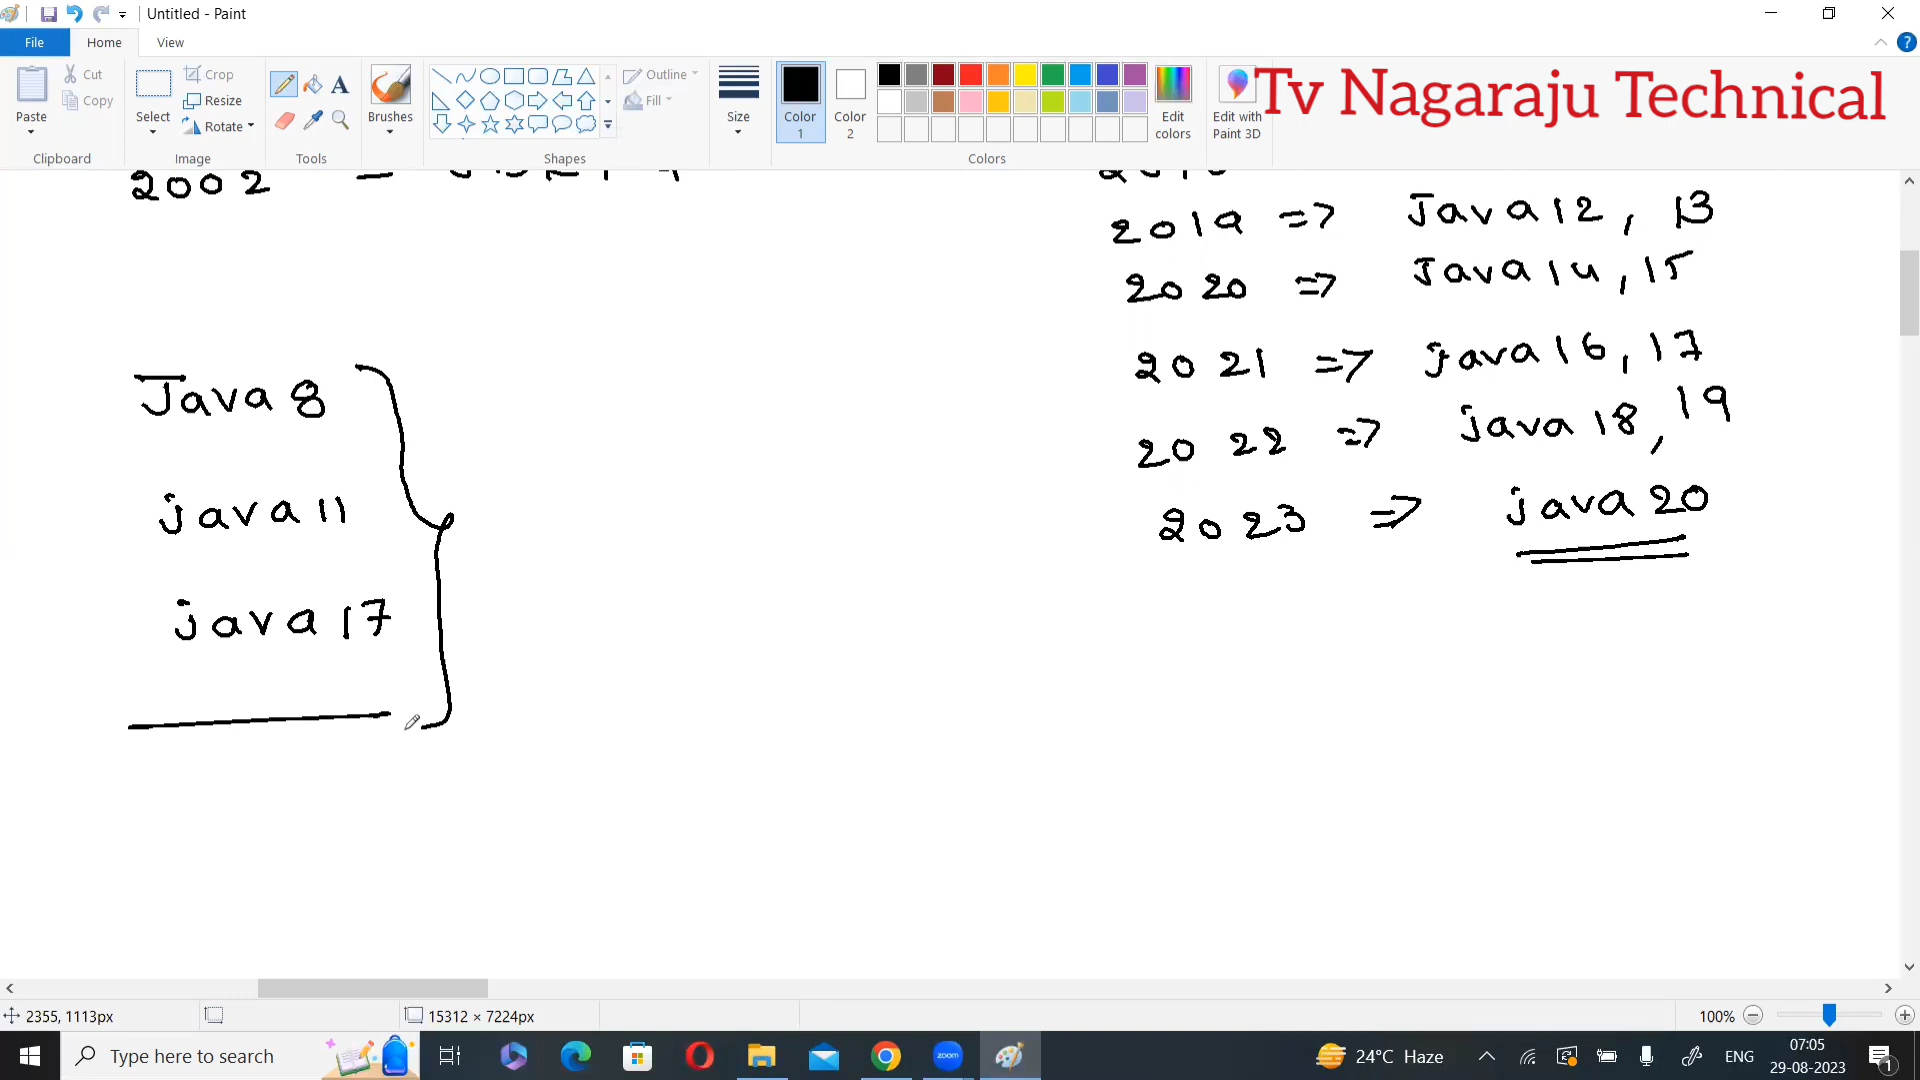 Untitled - Paint
File Home View
Cut
Copy
Paste
Clipboard
Select
Crop
Resize
Rotate
Image
Tools
Brushes
Shapes
Outline
Fill
Size
Color 1
Color 2
Colors
Edit colors
Edit with Paint 3D
Tv Nagaraju Technical
2002 =
2019 => Java 12, 13
2020 => Java 14, 15
2021 => java 16, 17
2022 => java 18, 19
2023 => java 20
Java 8
java 11
java 17
2355, 1113px
15312 × 7224px
100%
Type here to search
zoom
24°C Haze
ENG
07:05
29-08-2023
1